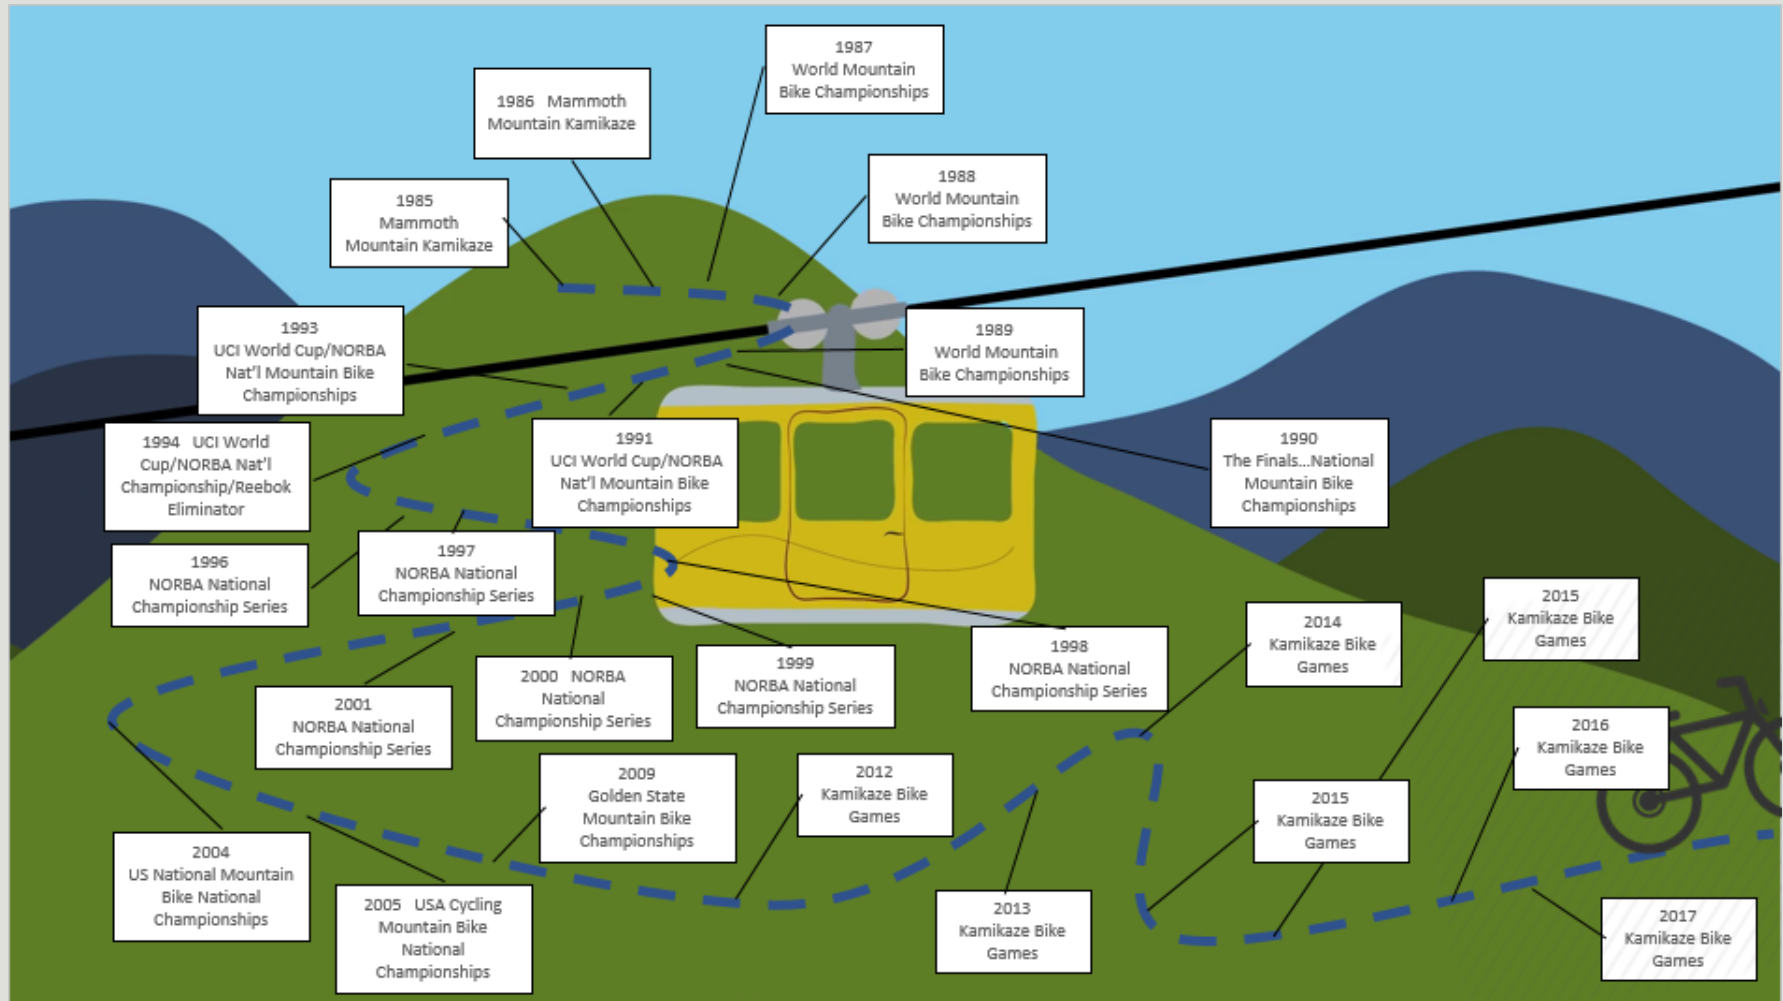 1985
Mammoth
Mountain Kamikaze
1986 Mammoth
Mountain Kamikaze
1987
World Mountain
Bike Championships
1988
World Mountain
Bike Championships
1989
World Mountain
Bike Championships
1990
The Finals...National
Mountain Bike
Championships
1991
UCI World Cup/NORBA
Nat'l Mountain Bike
Championships
1993
UCI World Cup/NORBA
Nat'l Mountain Bike
Championships
1994 UCI World
Cup/NORBA Nat'l
Championship/Reebok
Eliminator
1996
NORBA National
Championship Series
1997
NORBA National
Championship Series
1998
NORBA National
Championship Series
1999
NORBA National
Championship Series
2000 NORBA
National
Championship Series
2001
NORBA National
Championship Series
2004
US National Mountain
Bike National
Championships
2005 USA Cycling
Mountain Bike
National
Championships
2009
Golden State
Mountain Bike
Championships
2012
Kamikaze Bike
Games
2013
Kamikaze Bike
Games
2014
Kamikaze Bike
Games
2015
Kamikaze Bike
Games
2015
Kamikaze Bike
Games
2016
Kamikaze Bike
Games
2017
Kamikaze Bike
Games